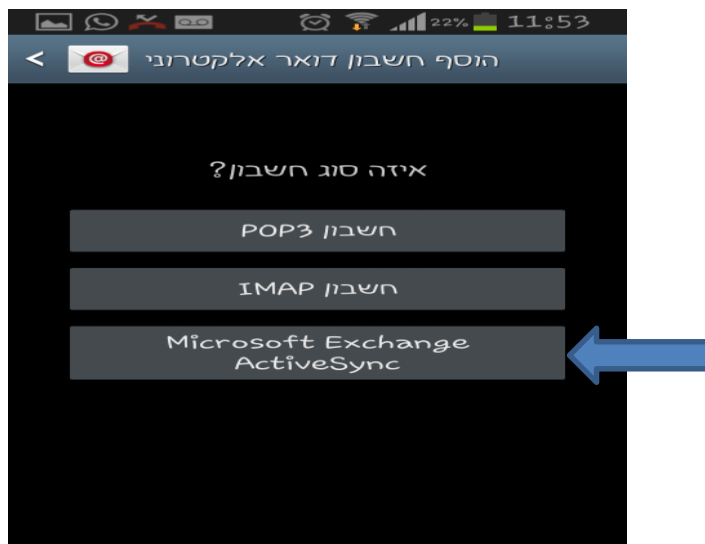 22% 11:53
הוסף חשבון דואר אלקטרוני
איזה סוג חשבון?
חשבון POP3
חשבון IMAP
Microsoft Exchange
ActiveSync